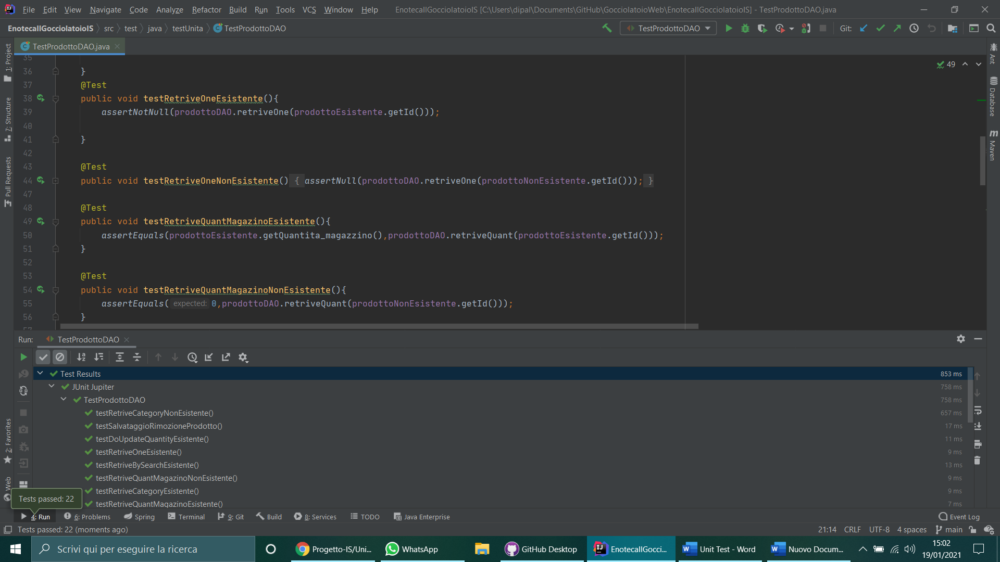 File Edit View Navigate Code Analyze Refactor Build Run Tools VCS Window Help EnotecaIlGocciolatoioIS [C:\Users\dipal\Documents\GitHub\GocciolatoioWeb\EnotecaIlGocciolatoioIS] - TestProdottoDAO.java
EnotecaIlGocciolatoioIS src test java testUnita TestProdottoDAO TestProdottoDAO Git:
TestProdottoDAO.java
1: Project
7: Structure
Pull Requests
2: Favorites
Web
Ant
Database
Maven
49
35
36 }
37 @Test
38 public void testRetriveOneEsistente(){
39 assertNotNull(prodottoDAO.retriveOne(prodottoEsistente.getId()));
40
41 }
42
43 @Test
44 public void testRetriveOneNonEsistente() { assertNull(prodottoDAO.retriveOne(prodottoNonEsistente.getId())); }
47
48 @Test
49 public void testRetriveQuantMagazinoEsistente(){
50 assertEquals(prodottoEsistente.getQuantita_magazzino(),prodottoDAO.retriveQuant(prodottoEsistente.getId()));
51 }
52
53 @Test
54 public void testRetriveQuantMagazinoNonEsistente(){
55 assertEquals( expected: 0,prodottoDAO.retriveQuant(prodottoNonEsistente.getId()));
56 }
57
Run: TestProdottoDAO
Test Results 853 ms
JUnit Jupiter 758 ms
TestProdottoDAO 758 ms
testRetriveCategoryNonEsistente() 657 ms
testSalvataggioRimozioneProdotto() 17 ms
testDoUpdateQuantityEsistente() 11 ms
testRetriveOneEsistente() 9 ms
testRetriveBySearchEsistente() 13 ms
testRetriveQuantMagazinoNonEsistente() 9 ms
testRetriveCategoryEsistente() 9 ms
testRetriveQuantMagazinoEsistente() 7 ms
Tests passed: 22
4: Run 6: Problems Spring Terminal 9: Git Build 8: Services TODO Java Enterprise Event Log
Tests passed: 22 (moments ago) 21:14 CRLF UTF-8 4 spaces main
Scrivi qui per eseguire la ricerca Progetto-IS/Uni... WhatsApp GitHub Desktop EnotecaIlGocci... Unit Test - Word Nuovo Docum... 15:02
19/01/2021